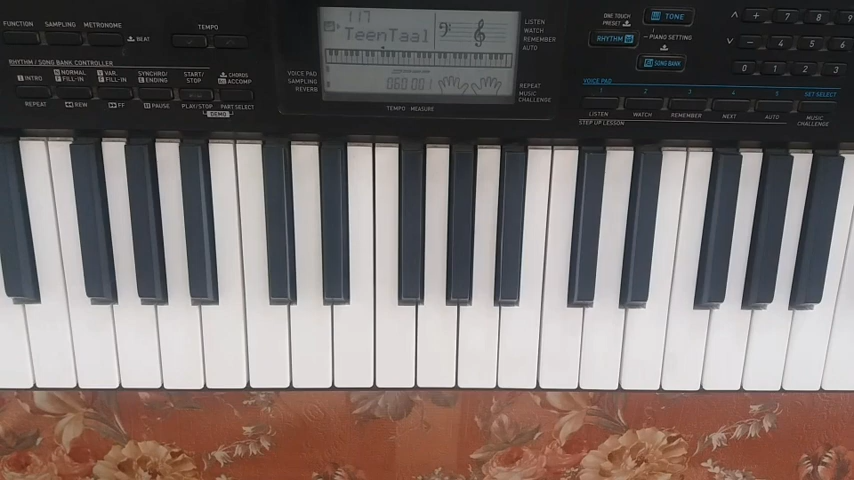 FUNCTION SAMPLING METRONOME
BEAT
TEMPO
RHYTHM / SONG BANK CONTROLLER
INTRO
NORMAL FILL-IN
VAR. FILL-IN
SYNCHRO/ ENDING
START/ STOP
CHORDS
ACCOMP
REPEAT
REW
FF
PAUSE
PLAY/STOP
PART SELECT
DEMO
VOICE PAD
SAMPLING
REVERB
117
TeenTaal
060 001
TEMPO MEASURE
LISTEN
WATCH
REMEMBER
AUTO
REPEAT
MUSIC
CHALLENGE
ONE TOUCH
PRESET
TONE
RHYTHM
PIANO SETTING
SONG BANK
+ 7 8 9
- 4 5 6
0 1 2 3
VOICE PAD
1 2 3 4 5 SET SELECT
LISTEN WATCH REMEMBER NEXT AUTO MUSIC
CHALLENGE
STEP UP LESSON